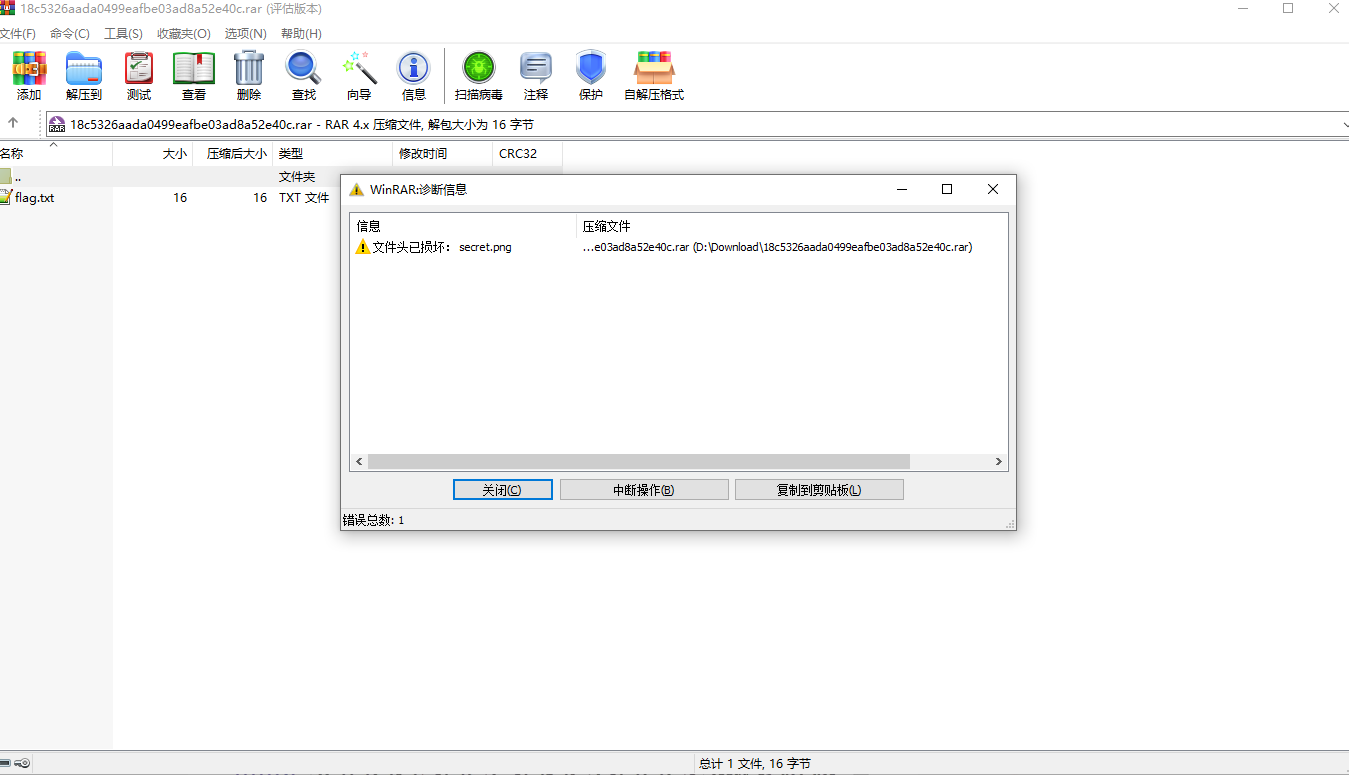 18c5326aada0499eafbe03ad8a52e40c.rar (评估版本)
文件(F) 命令(C) 工具(S) 收藏夹(O) 选项(N) 帮助(H)
添加 解压到 测试 查看 删除 查找 向导 信息 扫描病毒 注释 保护 自解压格式
RAR 18c5326aada0499eafbe03ad8a52e40c.rar - RAR 4.x 压缩文件, 解包大小为 16 字节
名称 大小 压缩后大小 类型 修改时间 CRC32
.. 文件夹
flag.txt 16 16 TXT 文件
WinRAR:诊断信息
信息 压缩文件
文件头已损坏: secret.png ...e03ad8a52e40c.rar (D:\Download\18c5326aada0499eafbe03ad8a52e40c.rar)
关闭(C) 中断操作(B) 复制到剪贴板(L)
错误总数: 1
总计 1 文件, 16 字节